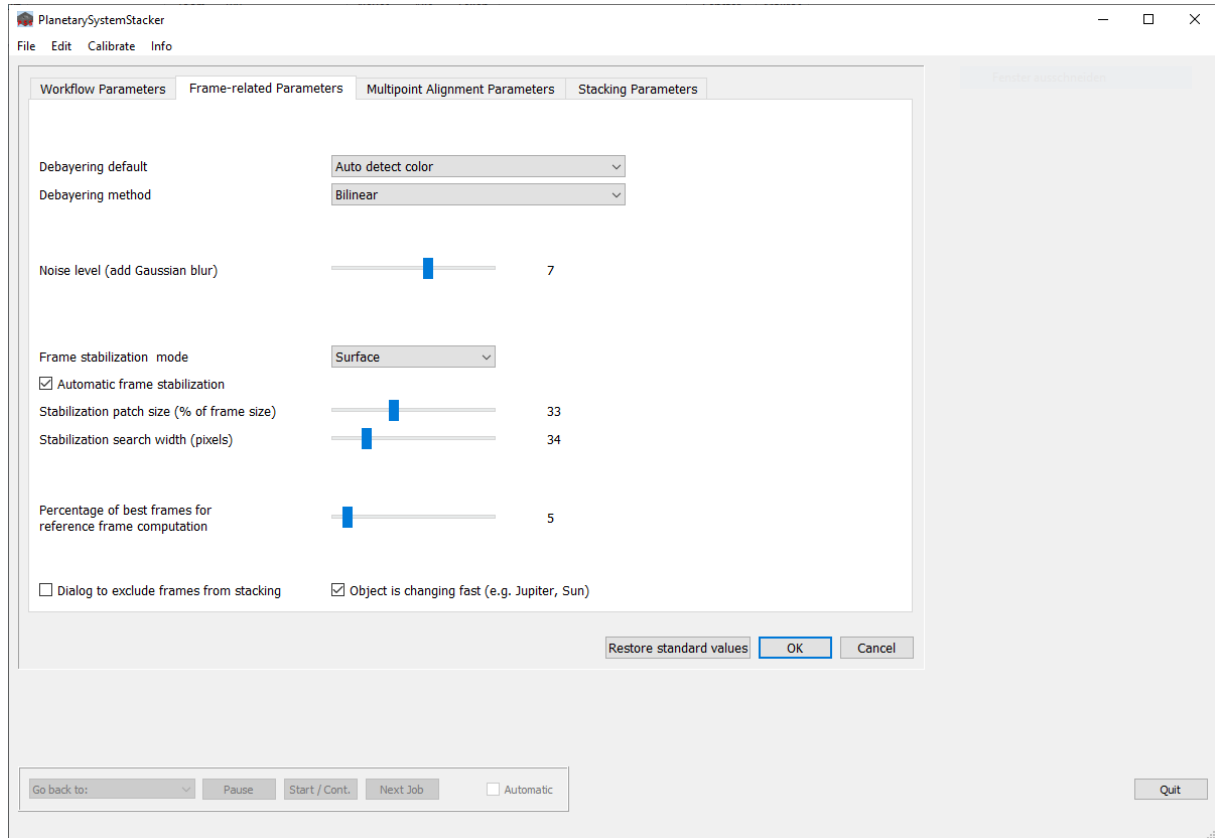 PlanetarySystemStacker
File Edit Calibrate Info
Workflow Parameters Frame-related Parameters Multipoint Alignment Parameters Stacking Parameters
Debayering default Auto detect color
Debayering method Bilinear
Noise level (add Gaussian blur) 7
Frame stabilization mode Surface
Automatic frame stabilization
Stabilization patch size (% of frame size) 33
Stabilization search width (pixels) 34
Percentage of best frames for
reference frame computation 5
Dialog to exclude frames from stacking Object is changing fast (e.g. Jupiter, Sun)
Restore standard values OK Cancel
Go back to: Pause Start / Cont. Next Job Automatic Quit